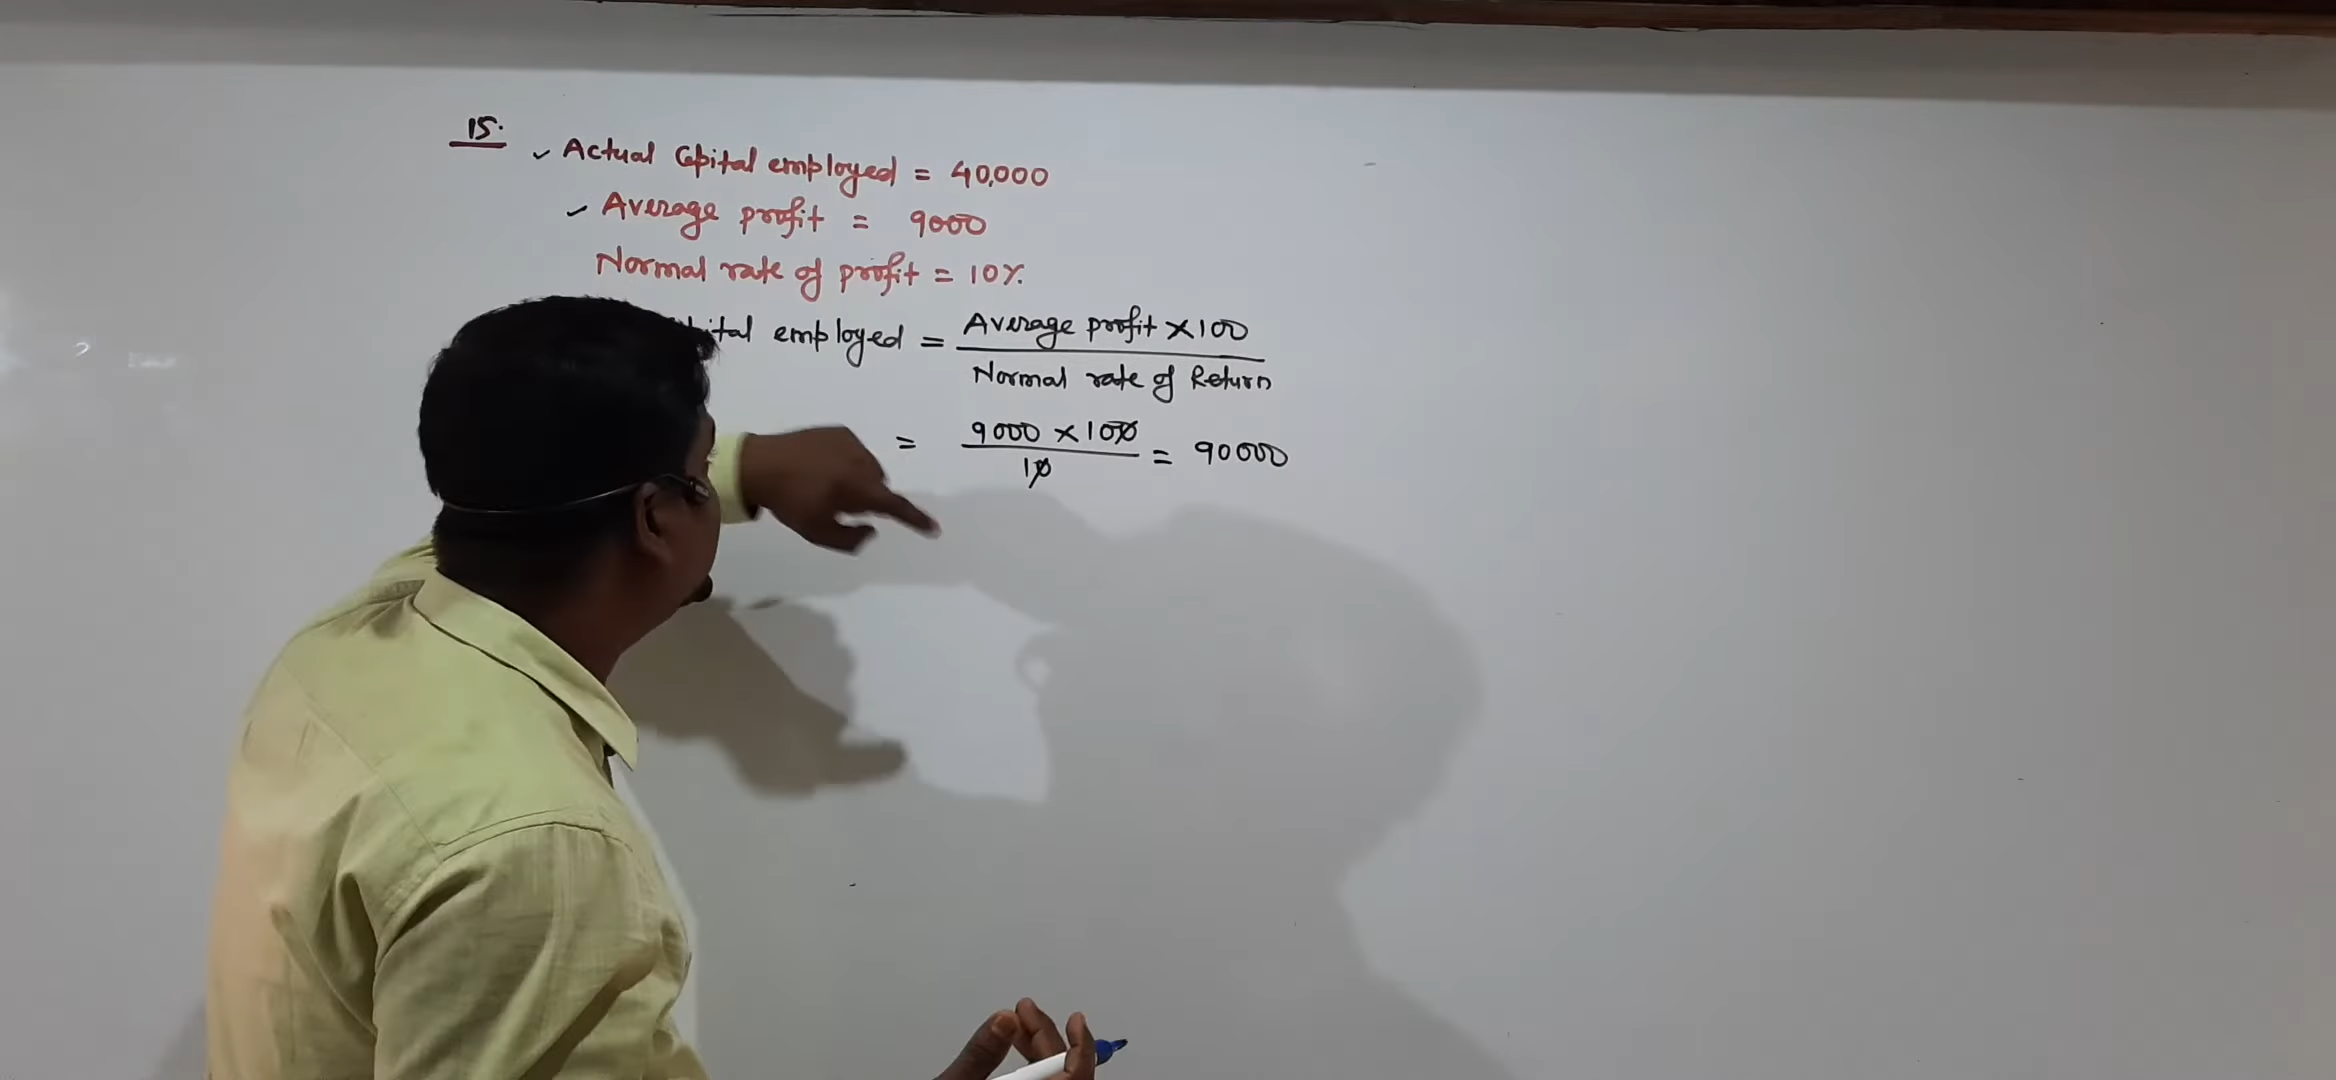 15.
Actual Capital employed = 40,000
Average profit = 9000
Normal rate of profit = 10%
employed = Average profit × 100 / Normal rate of Return
= 9000 × 100 / 10 = 90000